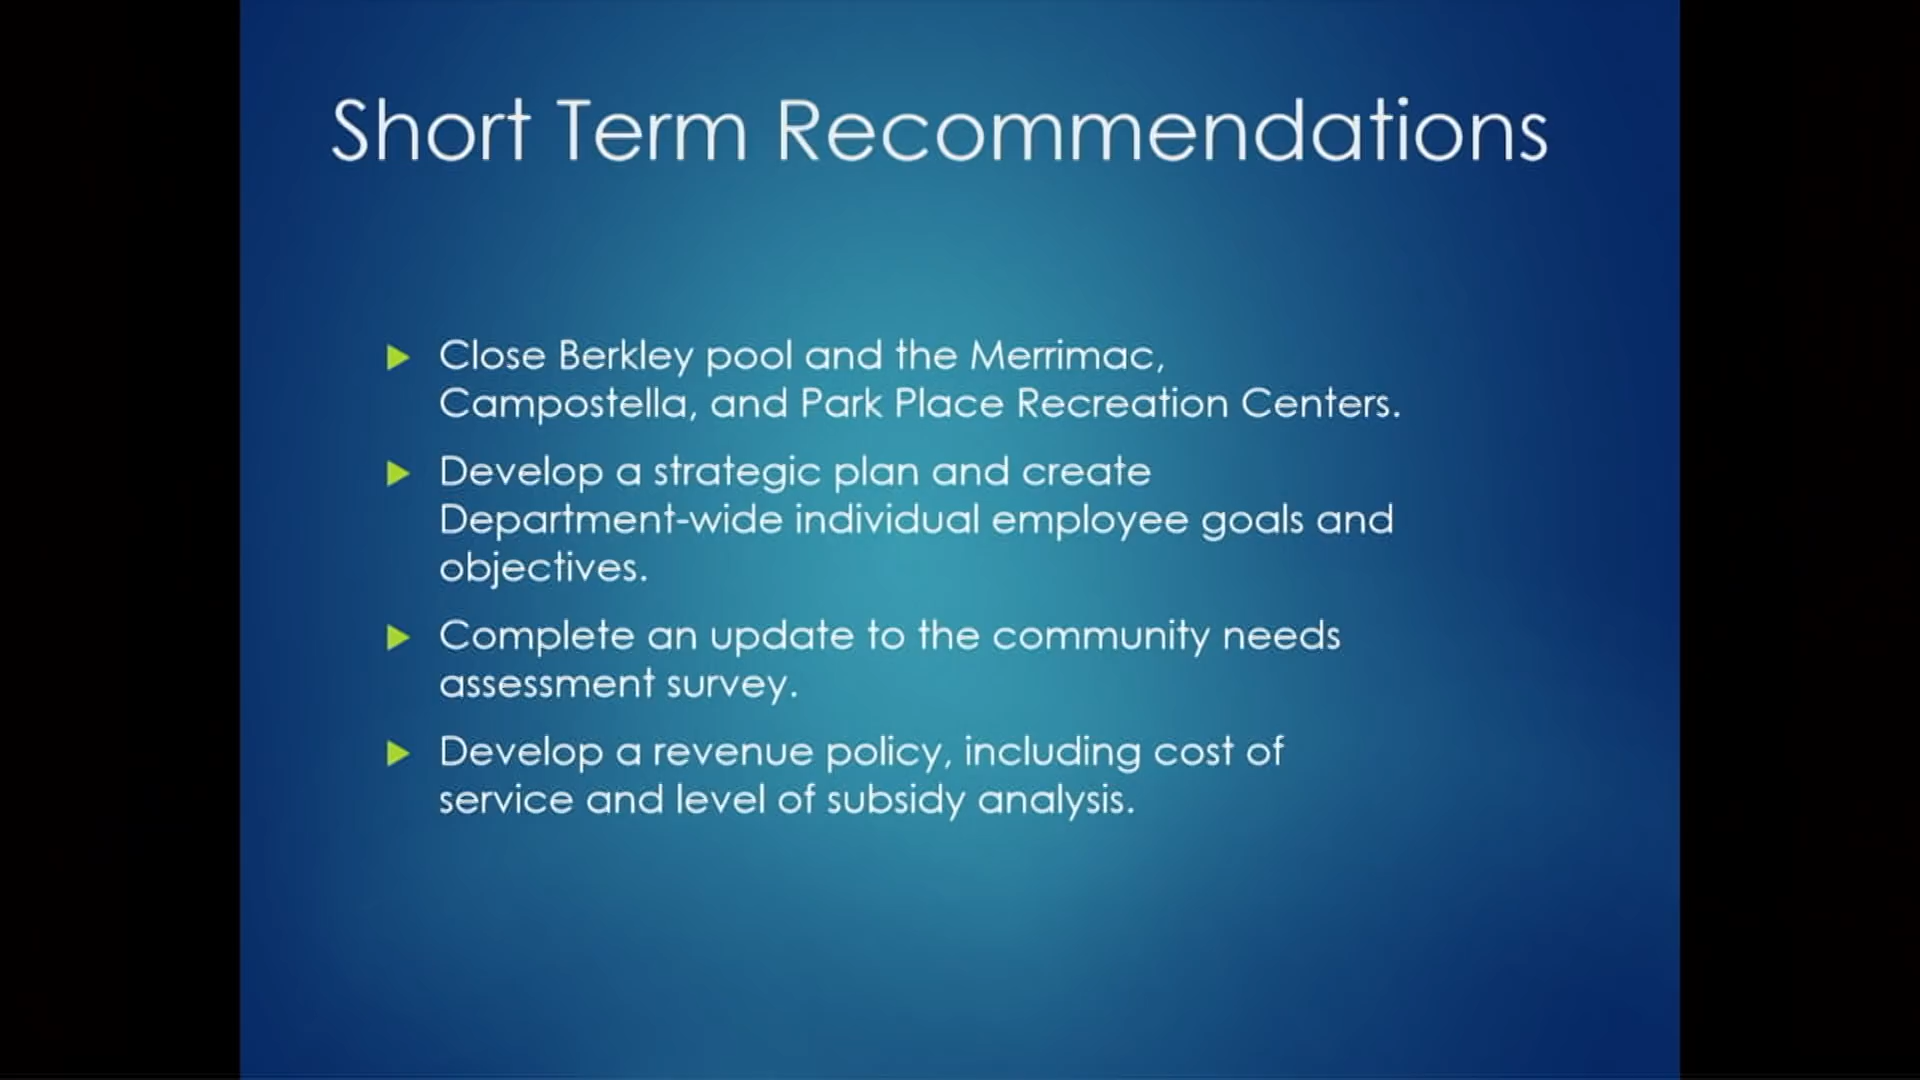 Short Term Recommendations
Close Berkley pool and the Merrimac,
Campostella, and Park Place Recreation Centers.
Develop a strategic plan and create
Department-wide individual employee goals and
objectives.
Complete an update to the community needs
assessment survey.
Develop a revenue policy, including cost of
service and level of subsidy analysis.